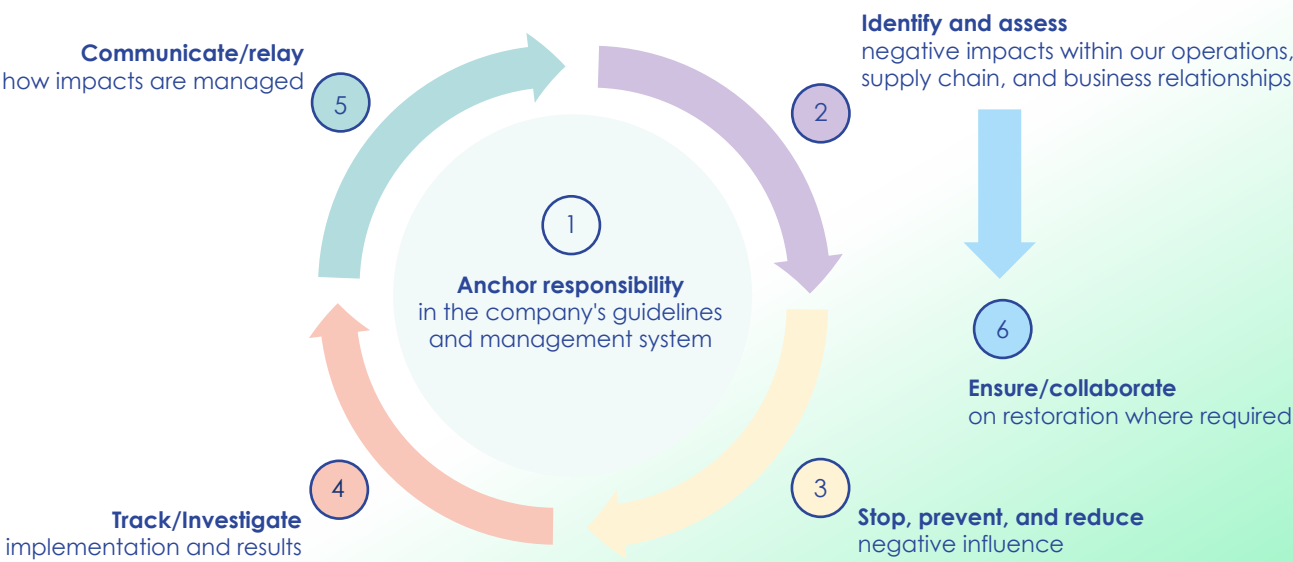 1
Anchor responsibility
in the company's guidelines
and management system
2
Identify and assess
negative impacts within our operations,
supply chain, and business relationships
3
Stop, prevent, and reduce
negative influence
4
Track/Investigate
implementation and results
5
Communicate/relay
how impacts are managed
6
Ensure/collaborate
on restoration where required